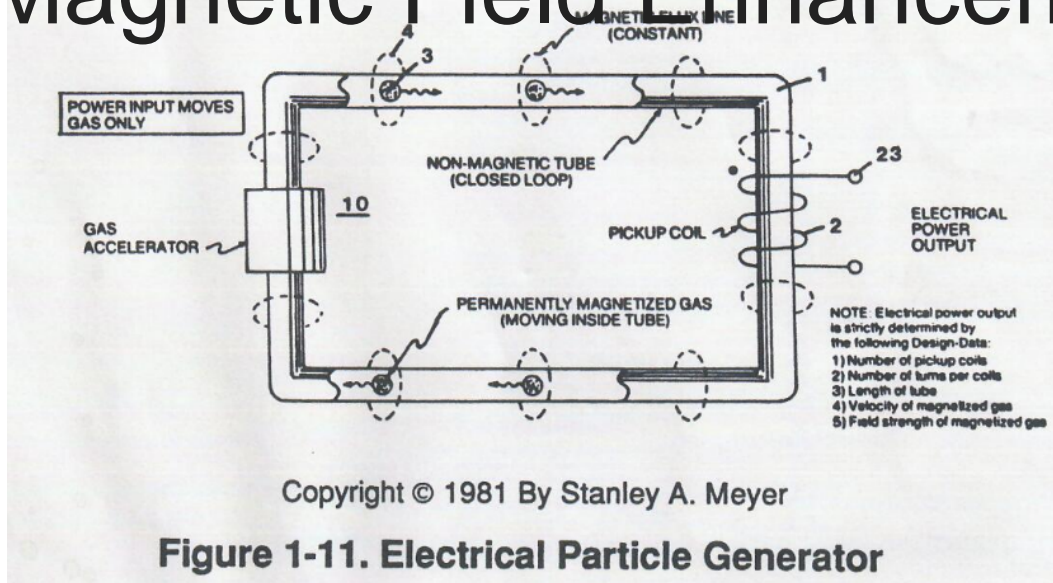 Magnetic Field Enhancem
MAGNETIC FLUX LINE
(CONSTANT)
4
3
1
POWER INPUT MOVES
GAS ONLY
NON-MAGNETIC TUBE
(CLOSED LOOP)
23
10
GAS
ACCELERATOR
PICKUP COIL
2
ELECTRICAL
POWER
OUTPUT
PERMANENTLY MAGNETIZED GAS
(MOVING INSIDE TUBE)
NOTE: Electrical power output
is strictly determined by
the following Design-Data:
1) Number of pickup coils
2) Number of turns per coils
3) Length of tube
4) Velocity of magnetized gas
5) Field strength of magnetized gas
Copyright © 1981 By Stanley A. Meyer
Figure 1-11. Electrical Particle Generator